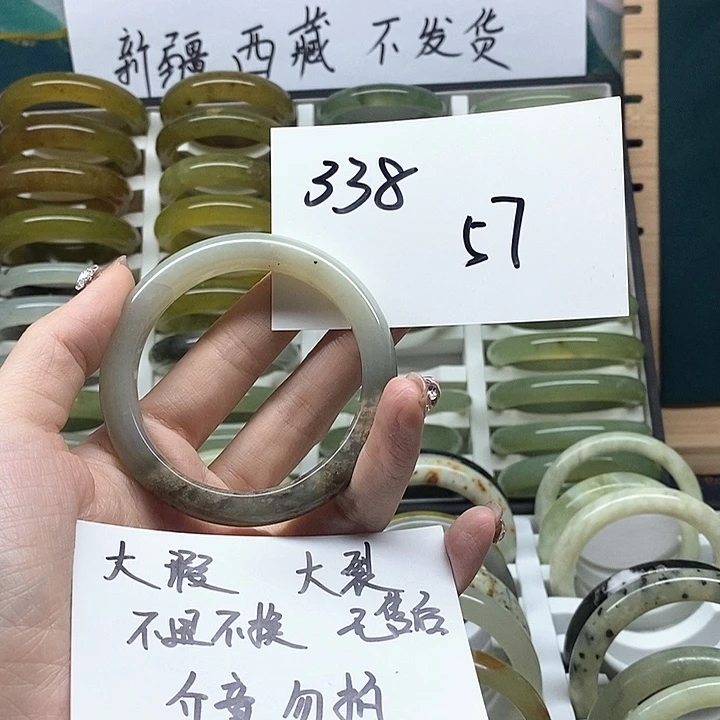 新疆 西藏 不发货
338
57
大瑕 大裂
不退不换 无售后
介意勿拍